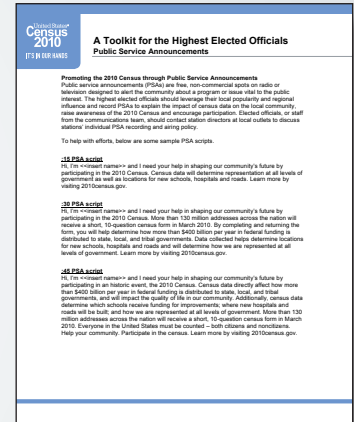 United States®
Census
2010
IT'S IN OUR HANDS
A Toolkit for the Highest Elected Officials
Public Service Announcements
Promoting the 2010 Census through Public Service Announcements
Public service announcements (PSAs) are free, non-commercial spots on radio or
television designed to alert the community about a program or issue vital to the public
interest. The highest elected officials should leverage their local popularity and regional
influence and record PSAs to explain the impact of census data on the local community,
raise awareness of the 2010 Census and encourage participation. Elected officials, or staff
from the communications team, should contact station directors at local outlets to discuss
stations' individual PSA recording and airing policy.
To help with efforts, below are some sample PSA scripts.
:15 PSA script
Hi, I'm <<insert name>> and I need your help in shaping our community's future by
participating in the 2010 Census. Census data will determine representation at all levels of
government as well as locations for new schools, hospitals and roads. Learn more by
visiting 2010census.gov.
:30 PSA script
Hi, I'm <<insert name>> and I need your help in shaping our community's future by
participating in the 2010 Census. More than 130 million addresses across the nation will
receive a short, 10-question census form in March 2010. By completing and returning the
form, you will help determine how more than $400 billion per year in federal funding is
distributed to state, local, and tribal governments. Data collected helps determine locations
for new schools, hospitals and roads and will determine how we are represented at all
levels of government. Learn more by visiting 2010census.gov.
:45 PSA script
Hi, I'm <<insert name>> and I need your help in shaping our community's future by
participating in an historic event, the 2010 Census. Census data directly affect how more
than $400 billion per year in federal funding is distributed to state, local, and tribal
governments, and will impact the quality of life in our community. Additionally, census data
determine which schools receive funding for improvements; where new hospitals and
roads will be built; and how we are represented at all levels of government. More than 130
million addresses across the nation will receive a short, 10-question census form in March
2010. Everyone in the United States must be counted – both citizens and noncitizens.
Help your community. Participate in the census. Learn more by visiting 2010census.gov.